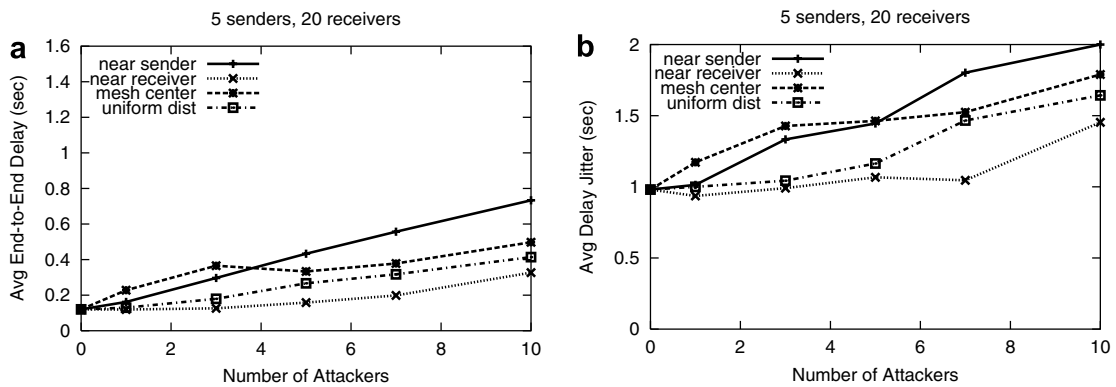 5 senders, 20 receivers
a
1.6
1.4
1.2
1
0.8
0.6
0.4
0.2
0
near sender
near receiver
mesh center
uniform dist
Avg End-to-End Delay (sec)
0 2 4 6 8 10
Number of Attackers
5 senders, 20 receivers
b
2
1.5
1
0.5
0
near sender
near receiver
mesh center
uniform dist
Avg Delay Jitter (sec)
0 2 4 6 8 10
Number of Attackers